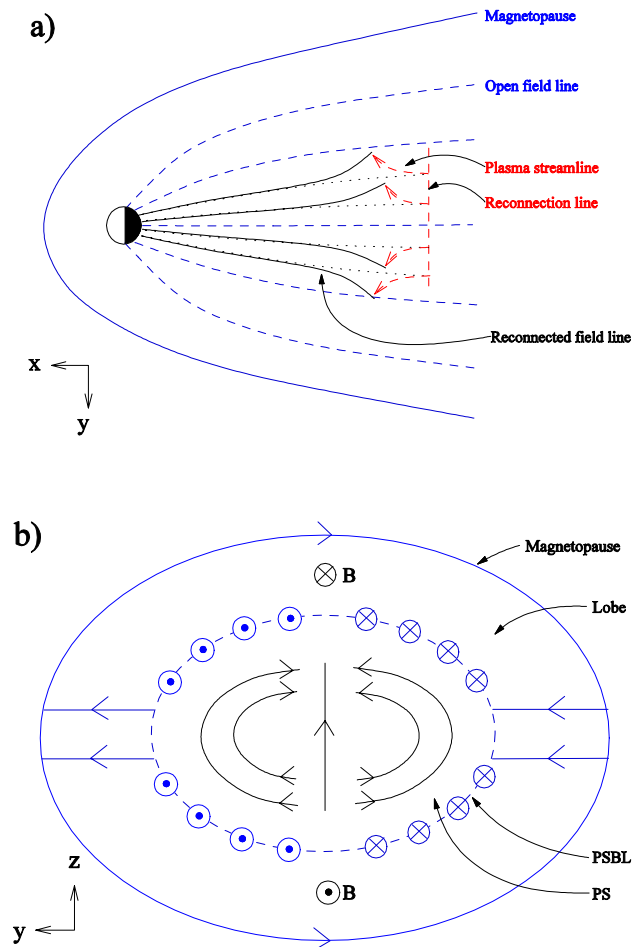 a)
Magnetopause
Open field line
Plasma streamline
Reconnection line
Reconnected field line
x
y
b)
Magnetopause
B
Lobe
PSBL
PS
B
z
y